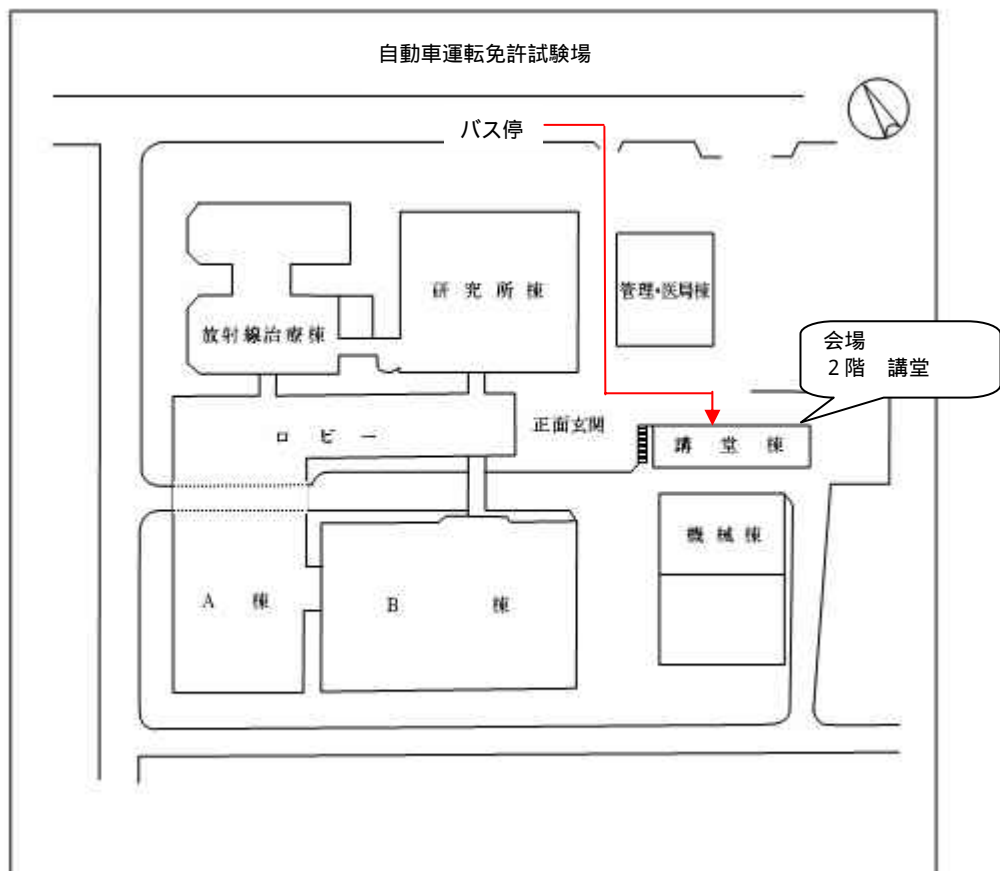 自動車運転免許試験場
バス停
研究所棟
管理・医局棟
放射線治療棟
会場
2階 講堂
正面玄関
ロビー
講堂棟
機械棟
A棟
B棟